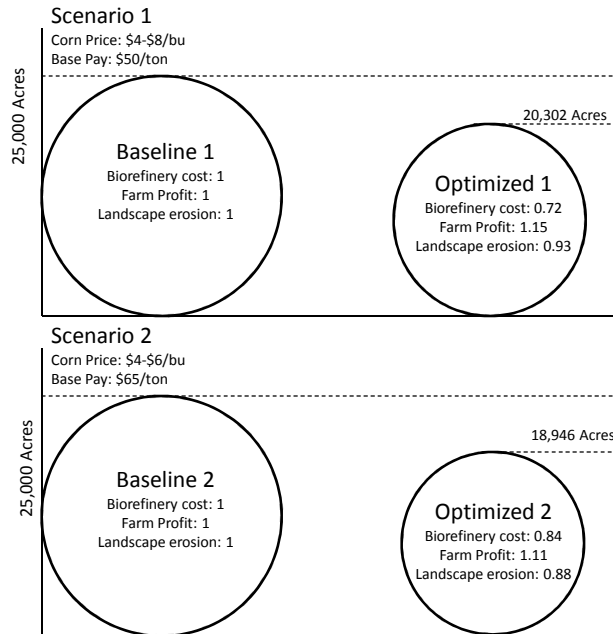 Scenario 1
Corn Price: $4-$8/bu
Base Pay: $50/ton
25,000 Acres
20,302 Acres
Baseline 1
Biorefinery cost: 1
Farm Profit: 1
Landscape erosion: 1
Optimized 1
Biorefinery cost: 0.72
Farm Profit: 1.15
Landscape erosion: 0.93
Scenario 2
Corn Price: $4-$6/bu
Base Pay: $65/ton
25,000 Acres
18,946 Acres
Baseline 2
Biorefinery cost: 1
Farm Profit: 1
Landscape erosion: 1
Optimized 2
Biorefinery cost: 0.84
Farm Profit: 1.11
Landscape erosion: 0.88